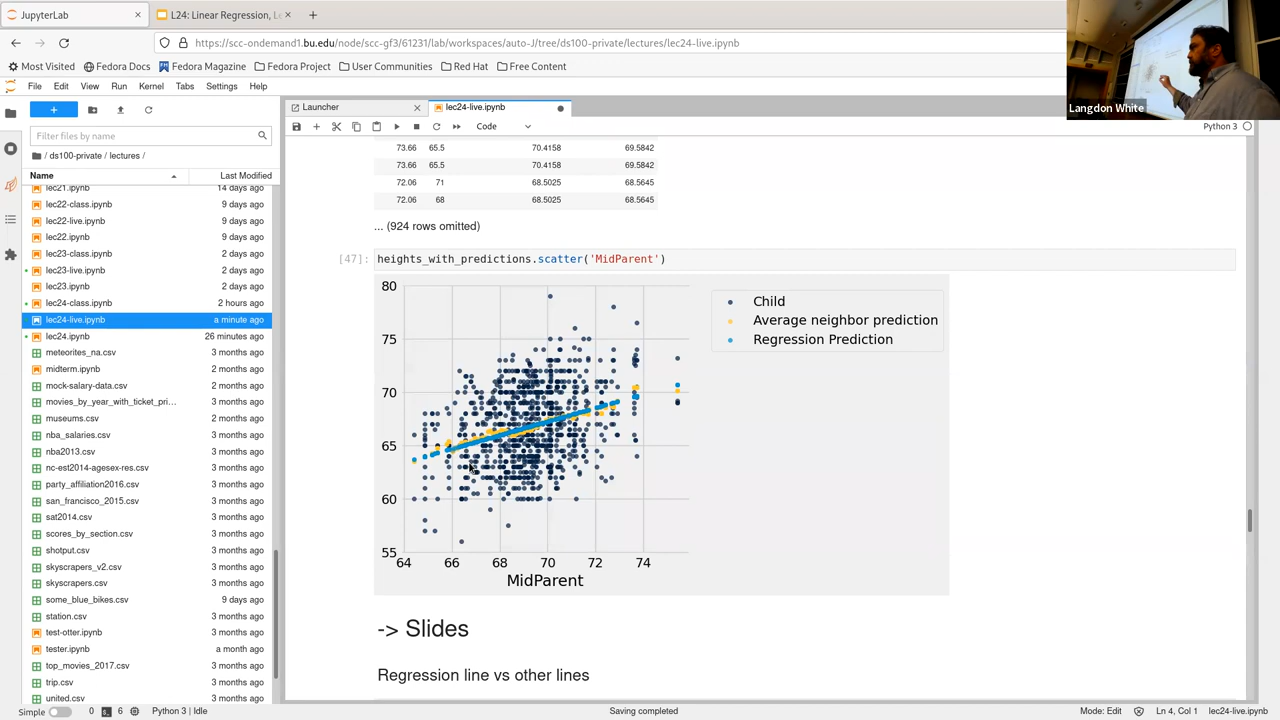 JupyterLab
L24: Linear Regression, Le
https://scc-ondemand1.bu.edu/node/scc-gf3/61231/lab/workspaces/auto-J/tree/ds100-private/lectures/lec24-live.ipynb
Most Visited
Fedora Docs
Fedora Magazine
Fedora Project
User Communities
Red Hat
Free Content
Langdon White
File Edit View Run Kernel Tabs Settings Help
Launcher
lec24-live.ipynb
Code
Python 3
Filter files by name
/ ds100-private / lectures /
Name Last Modified
lec21.ipynb 14 days ago
lec22-class.ipynb 9 days ago
lec22-live.ipynb 9 days ago
lec22.ipynb 9 days ago
lec23-class.ipynb 2 days ago
lec23-live.ipynb 2 days ago
lec23.ipynb 2 days ago
lec24-class.ipynb 2 hours ago
lec24-live.ipynb a minute ago
lec24.ipynb 26 minutes ago
meteorites_na.csv 3 months ago
midterm.ipynb 2 months ago
mock-salary-data.csv 2 months ago
movies_by_year_with_ticket_pri... 3 months ago
museums.csv 2 months ago
nba_salaries.csv 3 months ago
nba2013.csv 3 months ago
nc-est2014-agesex-res.csv 3 months ago
party_affiliation2016.csv 3 months ago
san_francisco_2015.csv 3 months ago
sat2014.csv 3 months ago
scores_by_section.csv 3 months ago
shotput.csv 3 months ago
skyscrapers_v2.csv 3 months ago
skyscrapers.csv 3 months ago
some_blue_bikes.csv 9 days ago
station.csv 3 months ago
test-otter.ipynb 3 months ago
tester.ipynb a month ago
top_movies_2017.csv 3 months ago
trip.csv 3 months ago
united.csv 3 months ago
73.66 65.5 70.4158 69.5842
73.66 65.5 70.4158 69.5842
72.06 71 68.5025 68.5645
72.06 68 68.5025 68.5645
... (924 rows omitted)
[47]: heights_with_predictions.scatter('MidParent')
80
75
70
65
60
55
64 66 68 70 72 74
MidParent
Child
Average neighbor prediction
Regression Prediction
-> Slides
Regression line vs other lines
Simple 0 6 Python 3 | Idle Saving completed Mode: Edit Ln 4, Col 1 lec24-live.ipynb